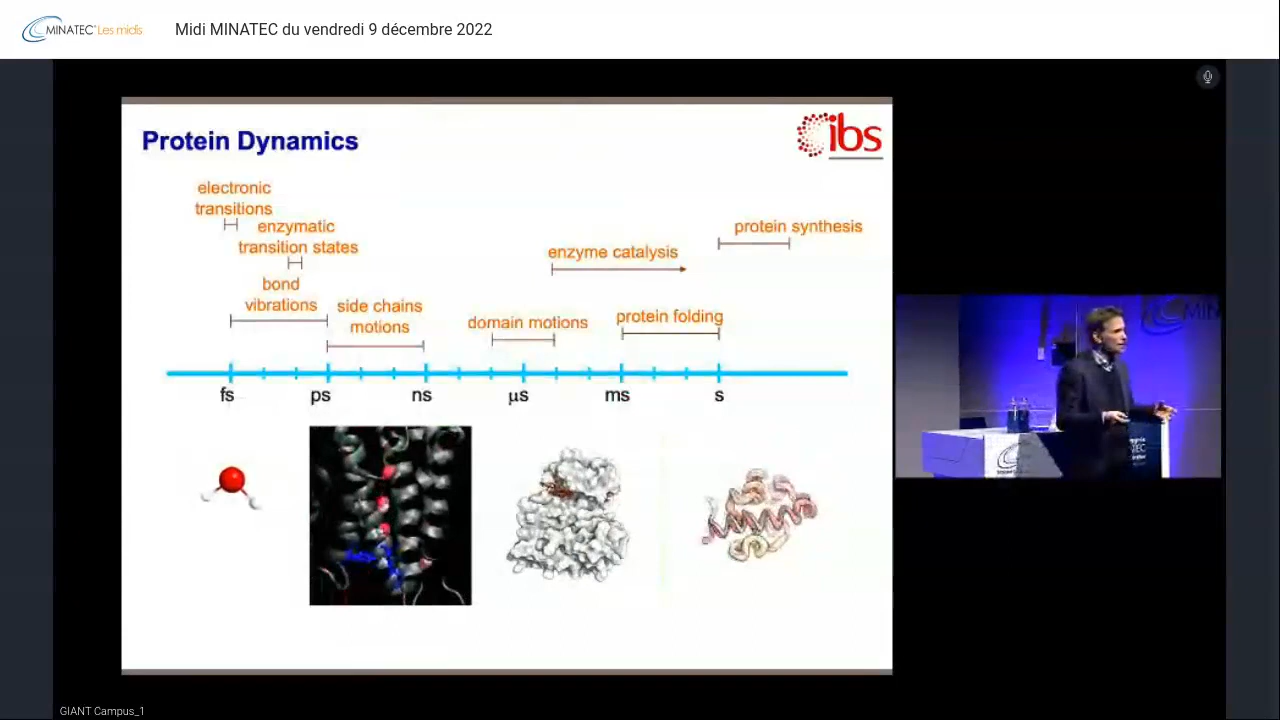 MINATEC Les midis
Midi MINATEC du vendredi 9 décembre 2022
Protein Dynamics
ibs
electronic
transitions
enzymatic
transition states
bond
vibrations
side chains
motions
domain motions
enzyme catalysis
protein folding
protein synthesis
fs
ps
ns
μs
ms
s
MIN
GIANT Campus_1